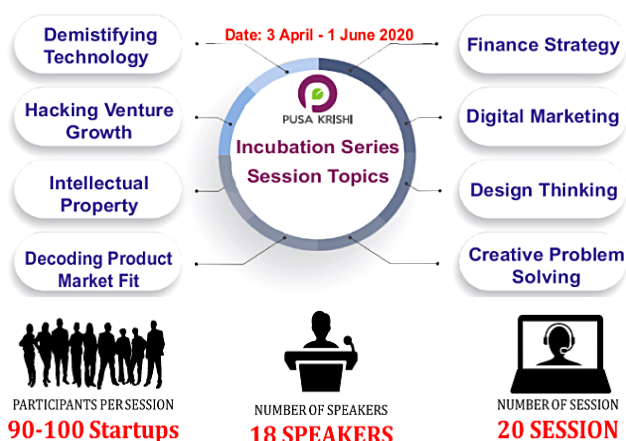 Date: 3 April - 1 June 2020
Demistifying
Technology
Hacking Venture
Growth
Intellectual
Property
Decoding Product
Market Fit
PUSA KRISHI
Incubation Series
Session Topics
Finance Strategy
Digital Marketing
Design Thinking
Creative Problem
Solving
PARTICIPANTS PER SESSION
90-100 Startups
NUMBER OF SPEAKERS
18 SPEAKERS
NUMBER OF SESSION
20 SESSION